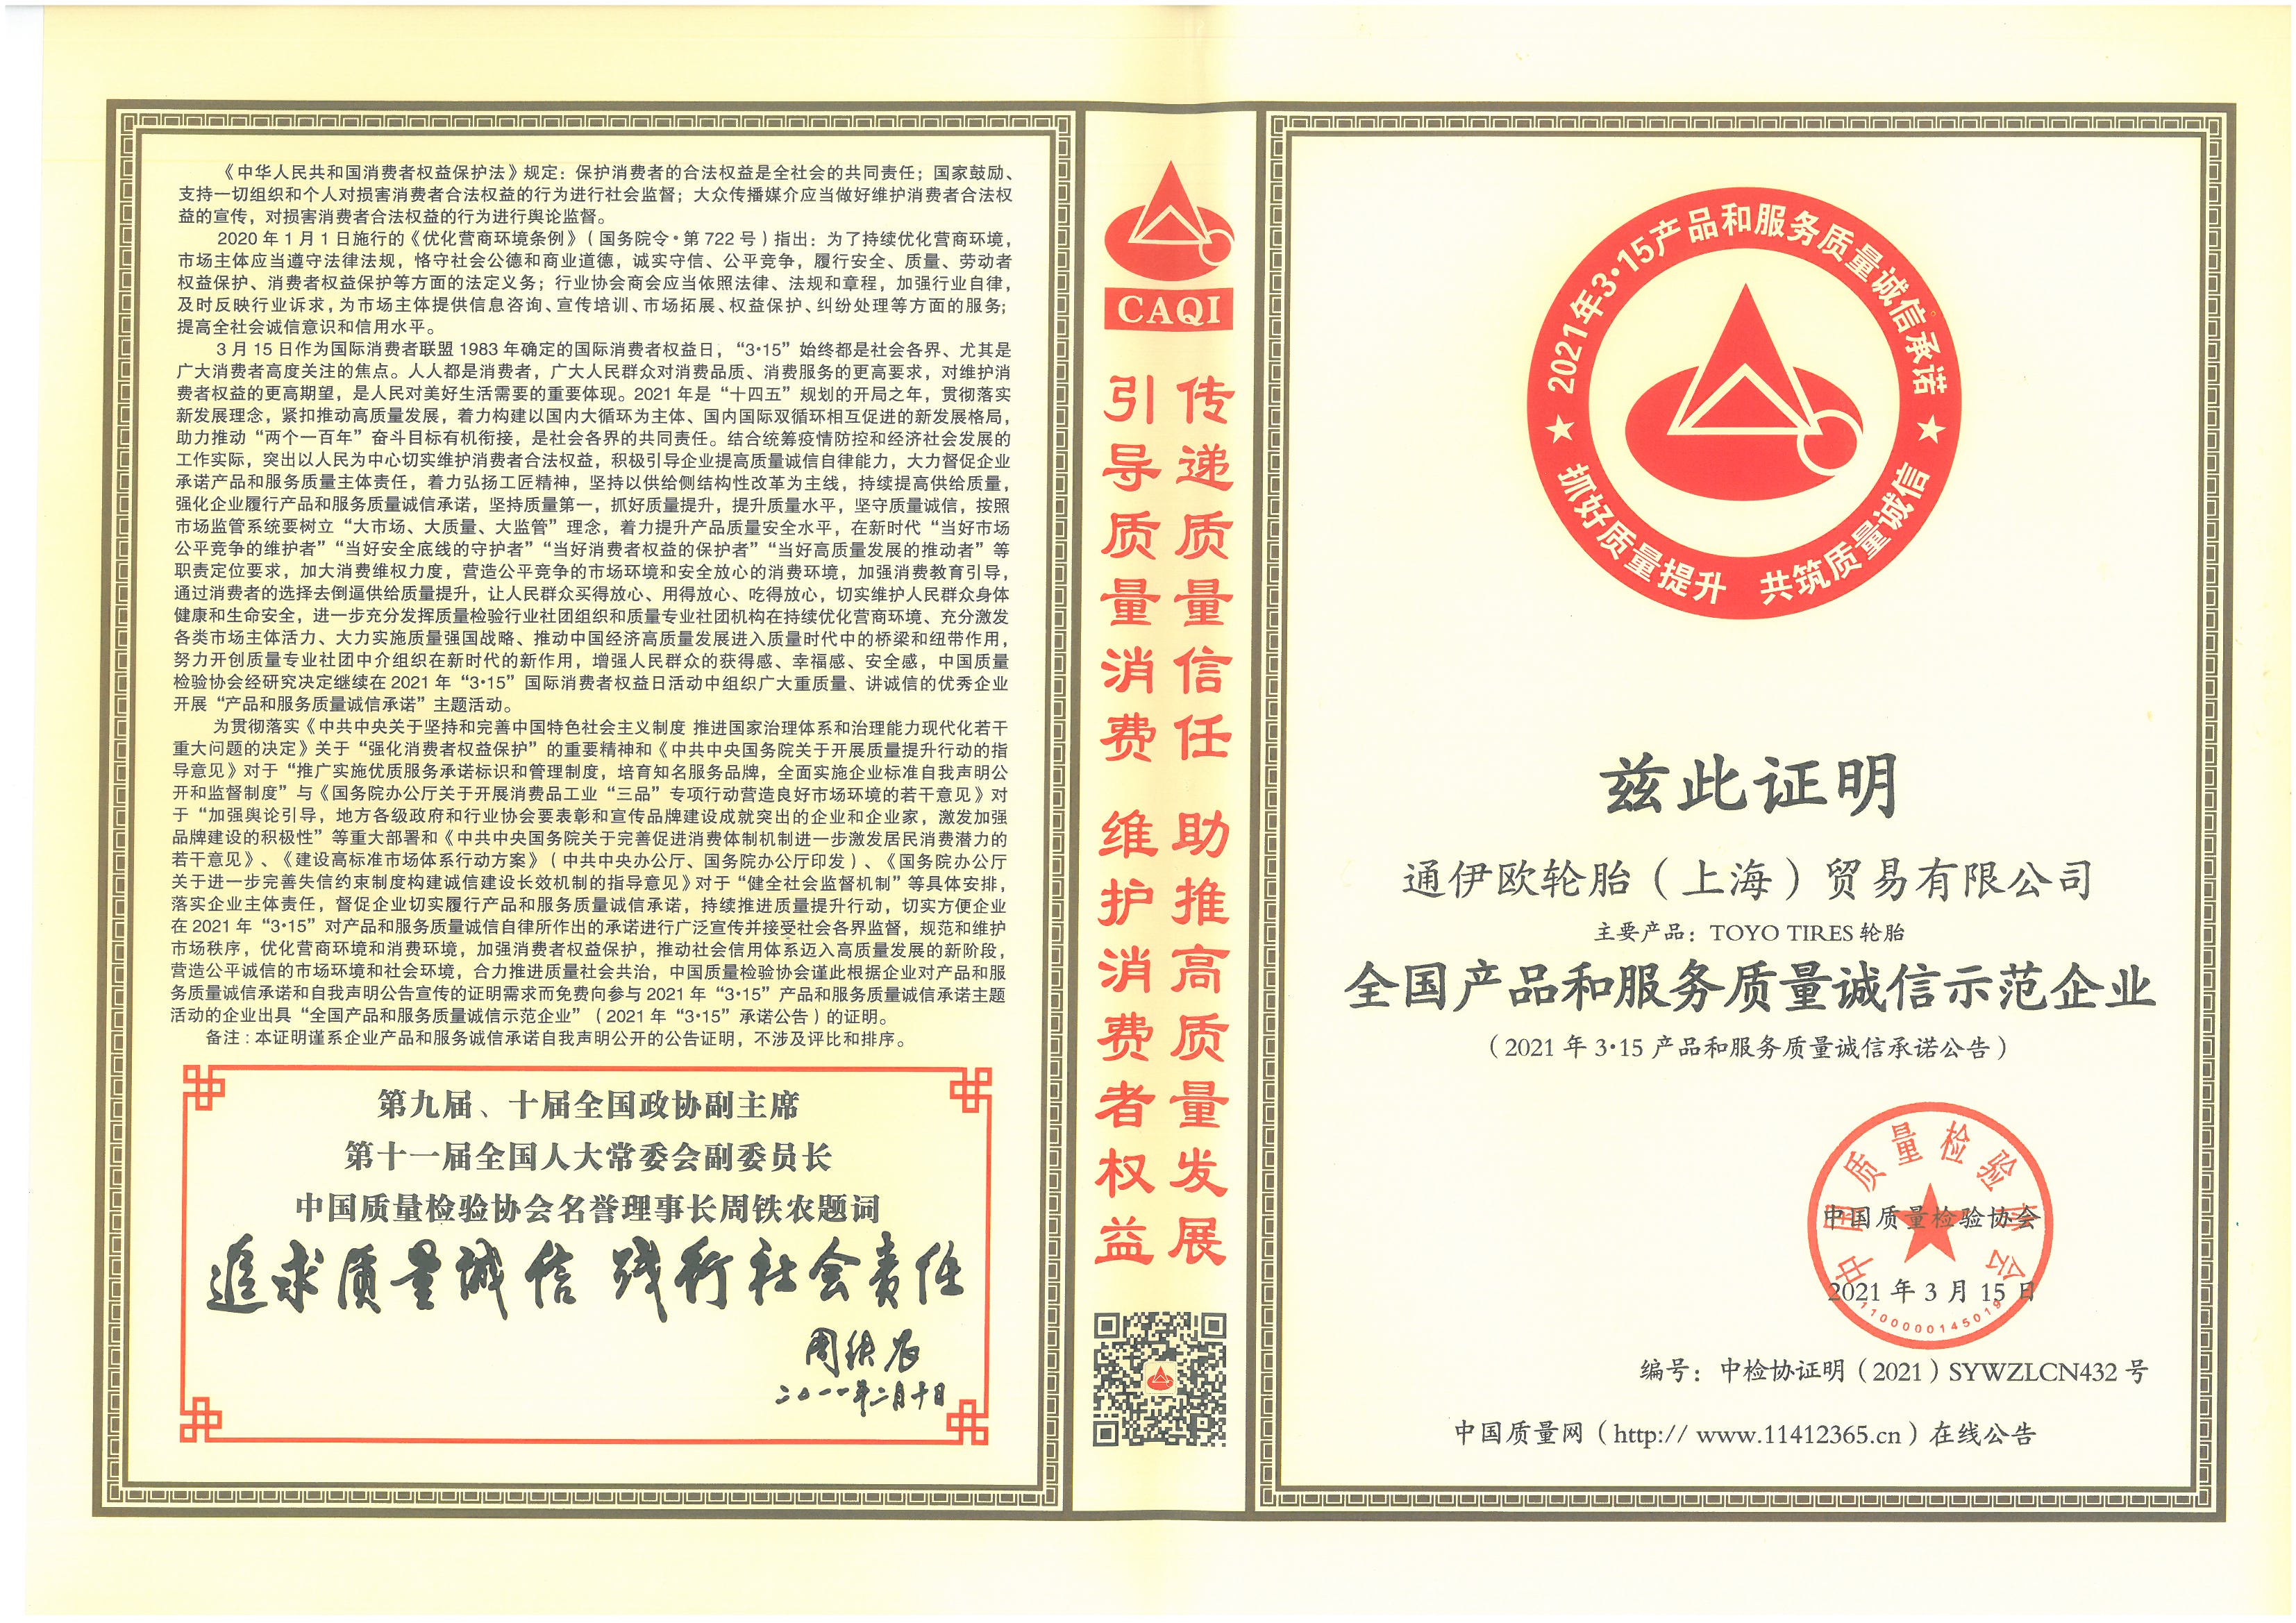 《中华人民共和国消费者权益保护法》规定：保护消费者的合法权益是全社会的共同责任；国家鼓励、
支持一切组织和个人对损害消费者合法权益的行为进行社会监督；大众传播媒介应当做好维护消费者合法权
益的宣传，对损害消费者合法权益的行为进行舆论监督。
2020年1月1日施行的《优化营商环境条例》（国务院令·第722号）指出：为了持续优化营商环境，
市场主体应当遵守法律法规，恪守社会公德和商业道德，诚实守信、公平竞争，履行安全、质量、劳动者
权益保护、消费者权益保护等方面的法定义务；行业协会商会应当依照法律、法规和章程，加强行业自律，
及时反映行业诉求，为市场主体提供信息咨询、宣传培训、市场拓展、权益保护、纠纷处理等方面的服务；
提高全社会诚信意识和信用水平。
3月15日作为国际消费者联盟1983年确定的国际消费者权益日，“3·15”始终都是社会各界、尤其是
广大消费者高度关注的焦点。人人都是消费者，广大人民群众对消费品质、消费服务的更高要求，对维护消
费者权益的更高期望，是人民对美好生活需要的重要体现。2021年是“十四五”规划的开局之年，贯彻落实
新发展理念，紧扣推动高质量发展，着力构建以国内大循环为主体、国内国际双循环相互促进的新发展格局，
助力推动“两个一百年”奋斗目标有机衔接，是社会各界的共同责任。结合统筹疫情防控和经济社会发展的
工作实际，突出以人民为中心切实维护消费者合法权益，积极引导企业提高质量诚信自律能力，大力督促企业
承诺产品和服务质量主体责任，着力弘扬工匠精神，坚持以供给侧结构性改革为主线，持续提高供给质量，
强化企业履行产品和服务质量诚信承诺，坚持质量第一，抓好质量提升，提升质量水平，坚守质量诚信，按照
市场监管系统要树立“大市场、大质量、大监管”理念，着力提升产品质量安全水平，在新时代“当好市场
公平竞争的维护者”“当好安全底线的守护者”“当好消费者权益的保护者”“当好高质量发展的推动者”等
职责定位要求，加大消费维权力度，营造公平竞争的市场环境和安全放心的消费环境，加强消费教育引导，
通过消费者的选择去倒逼供给质量提升，让人民群众买得放心、用得放心、吃得放心，切实维护人民群众身体
健康和生命安全，进一步充分发挥质量检验行业社团组织和质量专业社团机构在持续优化营商环境、充分激发
各类市场主体活力、大力实施质量强国战略、推动中国经济高质量发展进入质量时代中的桥梁和纽带作用，
努力开创质量专业社团中介组织在新时代的新作用，增强人民群众的获得感、幸福感、安全感，中国质量
检验协会经研究决定继续在2021年“3·15”国际消费者权益日活动中组织广大重质量、讲诚信的优秀企业
开展“产品和服务质量诚信承诺”主题活动。
为贯彻落实《中共中央关于坚持和完善中国特色社会主义制度 推进国家治理体系和治理能力现代化若干
重大问题的决定》关于“强化消费者权益保护”的重要精神和《中共中央国务院关于开展质量提升行动的指
导意见》对于“推广实施优质服务承诺标识和管理制度，培育知名服务品牌，全面实施企业标准自我声明公
开和监督制度”与《国务院办公厅关于开展消费品工业“三品”专项行动营造良好市场环境的若干意见》对
于“加强舆论引导，地方各级政府和行业协会要表彰和宣传品牌建设成就突出的企业和企业家，激发加强
品牌建设的积极性”等重大部署和《中共中央国务院关于完善促进消费体制机制进一步激发居民消费潜力的
若干意见》、《建设高标准市场体系行动方案》（中共中央办公厅、国务院办公厅印发）、《国务院办公厅
关于进一步完善失信约束制度构建诚信建设长效机制的指导意见》对于“健全社会监督机制”等具体安排，
落实企业主体责任，督促企业切实履行产品和服务质量诚信承诺，持续推进质量提升行动，切实方便企业
在2021年“3·15”对产品和服务质量诚信自律所作出的承诺进行广泛宣传并接受社会各界监督，规范和维护
市场秩序，优化营商环境和消费环境，加强消费者权益保护，推动社会信用体系迈入高质量发展的新阶段，
营造公平诚信的市场环境和社会环境，合力推进质量社会共治，中国质量检验协会谨此根据企业对产品和服
务质量诚信承诺和自我声明公告宣传的证明需求而免费向参与2021年“3·15”产品和服务质量诚信承诺主题
活动的企业出具“全国产品和服务质量诚信示范企业”（2021年“3·15”承诺公告）的证明。
备注：本证明谨系企业产品和服务诚信承诺自我声明公开的公告证明，不涉及评比和排序。
第九届、十届全国政协副主席
第十一届全国人大常委会副委员长
中国质量检验协会名誉理事长周铁农题词
追求质量诚信 践行社会责任
周铁农
二〇一一年二月十日
CAQI
传递质量信任 助推高质量发展
引导质量消费 维护消费者权益
2021年3·15产品和服务质量诚信承诺
抓好质量提升 共筑质量诚信
兹此证明
通伊欧轮胎（上海）贸易有限公司
主要产品：TOYO TIRES轮胎
全国产品和服务质量诚信示范企业
（2021年3·15产品和服务质量诚信承诺公告）
中国质量检验协会
中国质量检验协会
2021年3月15日
1100000145019
编号：中检协证明（2021）SYWZLCN432号
中国质量网（http:// www.11412365.cn）在线公告